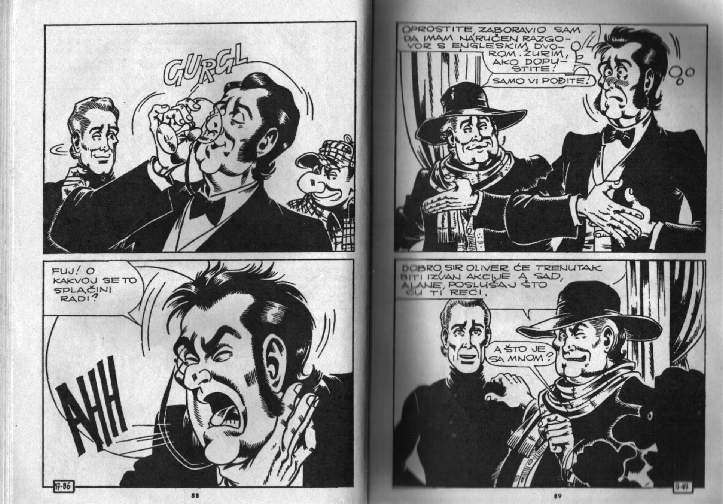 GURGL
FUJ! O
KAKVOJ SE TO
SPLAČINI
RADI?
AHH
17-86
88
OPROSTITE ZABORAVIO SAM
DA IMAM NARUČEN RAZGO-
VOR S ENGLESKIM DVO-
ROM. ŽURIM,
AKO DOPU-
STITE!
SAMO VI POĐITE.
DOBRO, SIR OLIVER ĆE TRENUTAK
BITI IZVAN AKCIJE A SAD,
ALANE, POSLUŠAJ ŠTO
ĆU TI REĆI.
A ŠTO JE
SA MNOM?
89